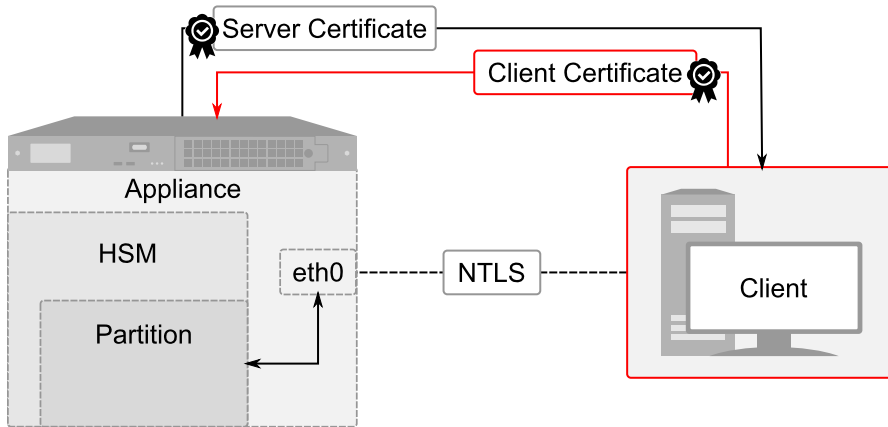 Server Certificate
Client Certificate
Appliance
HSM
eth0
NTLS
Client
Partition